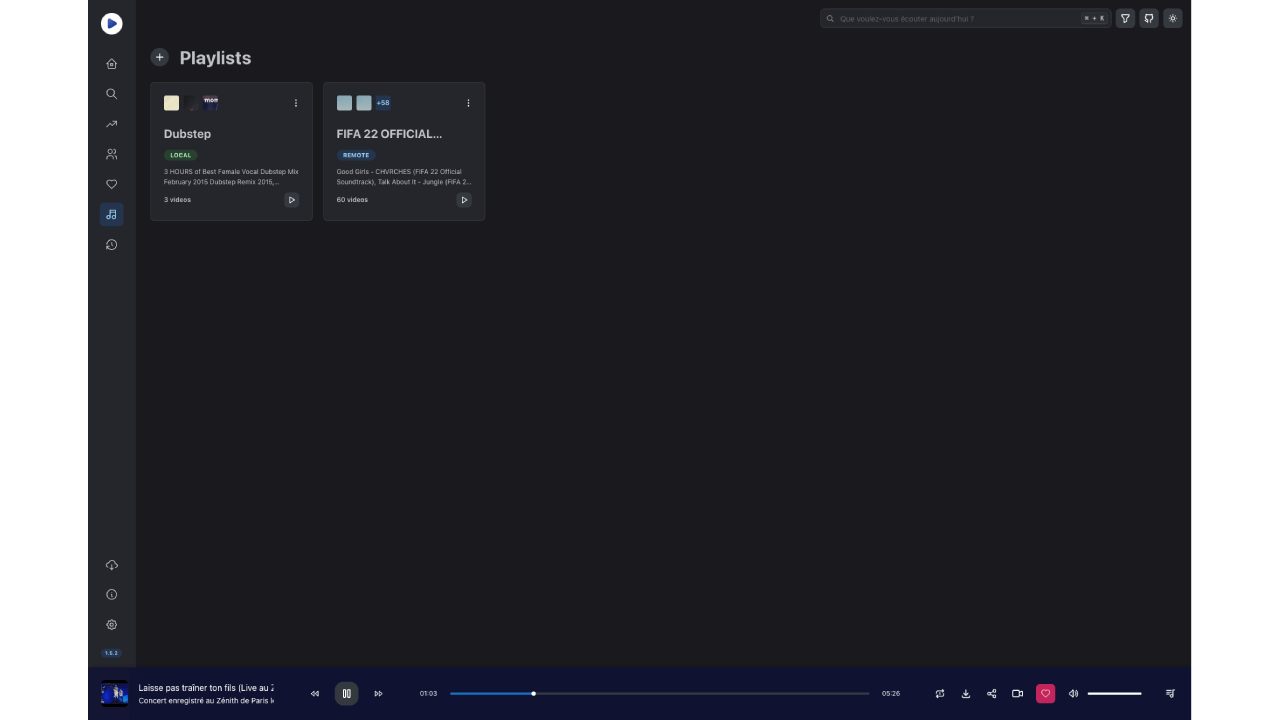 Que voulez-vous écouter aujourd'hui ?
⌘ + K
Playlists
mom
+58
Dubstep
FIFA 22 OFFICIAL...
LOCAL
REMOTE
3 HOURS of Best Female Vocal Dubstep Mix
February 2015 Dubstep Remix 2015,...
Good Girls - CHVRCHES (FIFA 22 Official
Soundtrack), Talk About It - Jungle (FIFA 2...
3 videos
60 videos
1.5.2
Laisse pas traîner ton fils (Live au Z
Concert enregistré au Zénith de Paris l
01:03
05:26